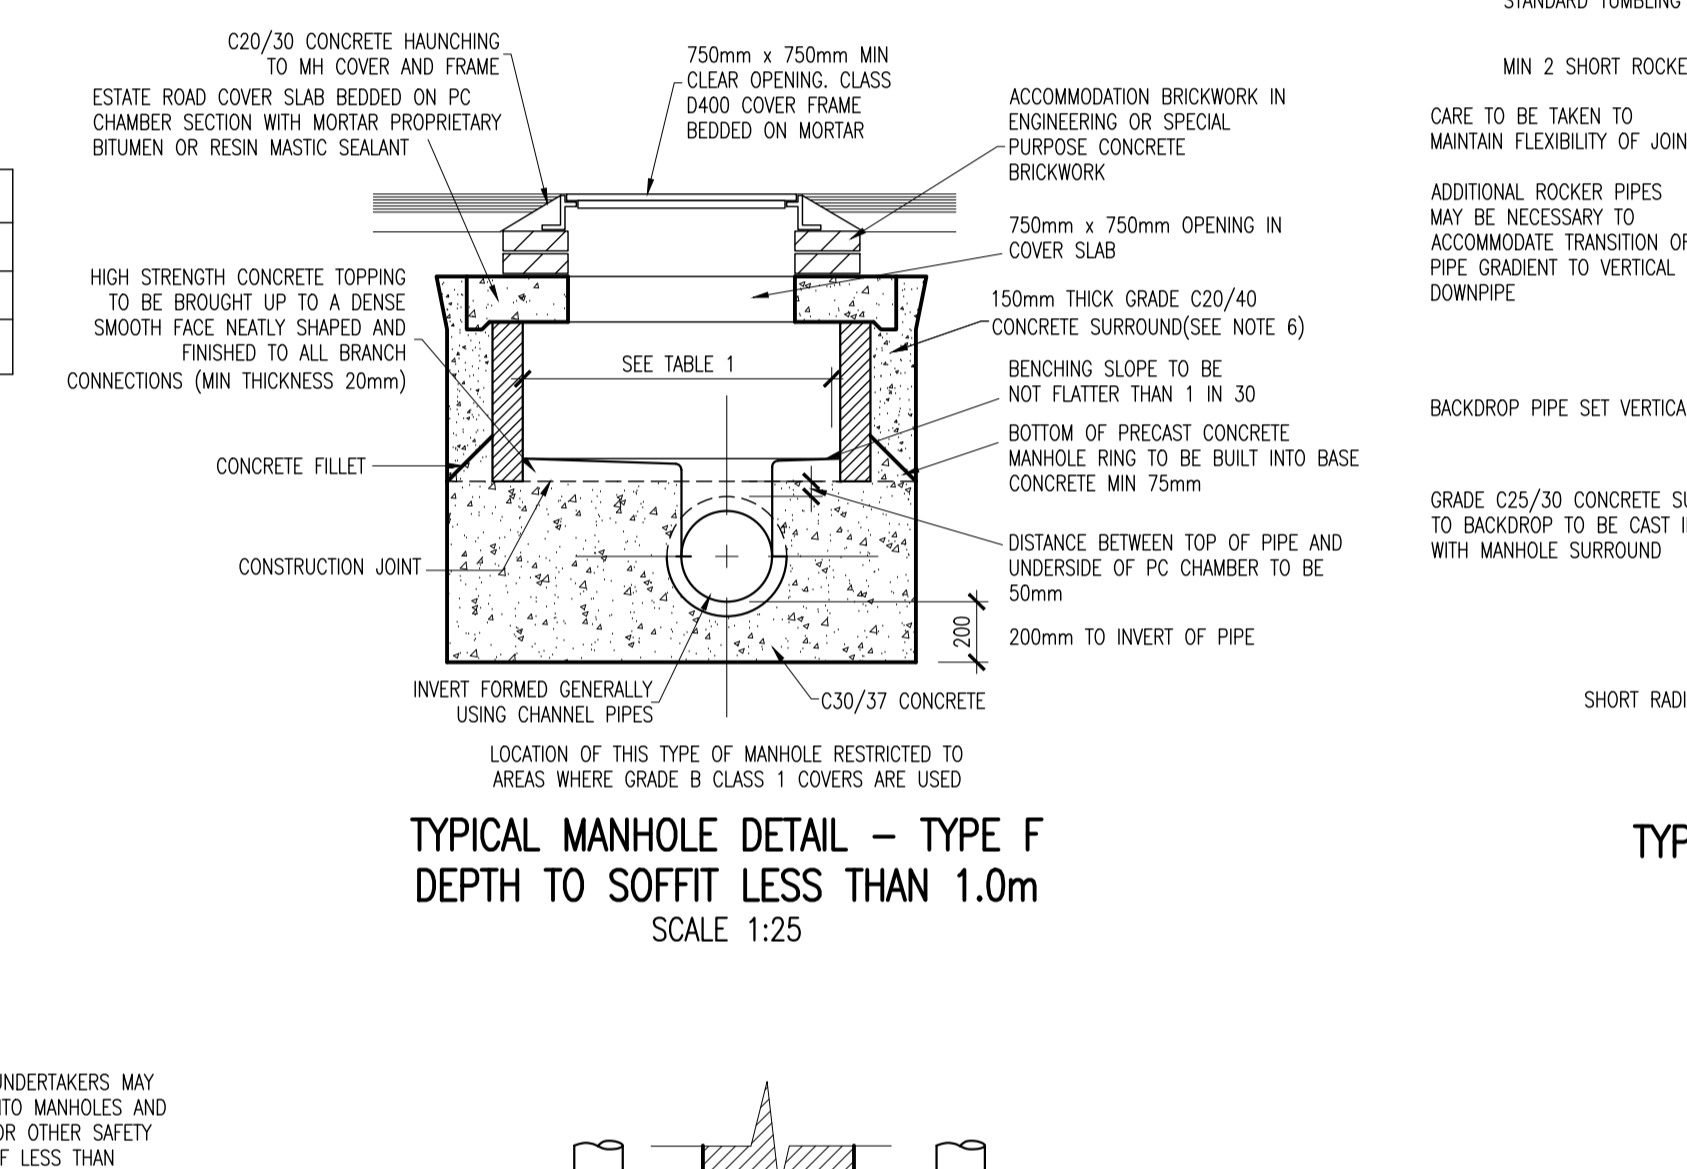 C20/30 CONCRETE HAUNCHING
TO MH COVER AND FRAME
ESTATE ROAD COVER SLAB BEDDED ON PC
CHAMBER SECTION WITH MORTAR PROPRIETARY
BITUMEN OR RESIN MASTIC SEALANT
750mm x 750mm MIN
CLEAR OPENING. CLASS
D400 COVER FRAME
BEDDED ON MORTAR
ACCOMMODATION BRICKWORK IN
ENGINEERING OR SPECIAL
PURPOSE CONCRETE
BRICKWORK
750mm x 750mm OPENING IN
COVER SLAB
HIGH STRENGTH CONCRETE TOPPING
TO BE BROUGHT UP TO A DENSE
SMOOTH FACE NEATLY SHAPED AND
FINISHED TO ALL BRANCH
CONNECTIONS (MIN THICKNESS 20mm)
150mm THICK GRADE C20/40
CONCRETE SURROUND(SEE NOTE 6)
SEE TABLE 1
BENCHING SLOPE TO BE
NOT FLATTER THAN 1 IN 30
BOTTOM OF PRECAST CONCRETE
MANHOLE RING TO BE BUILT INTO BASE
CONCRETE MIN 75mm
CONCRETE FILLET
CONSTRUCTION JOINT
DISTANCE BETWEEN TOP OF PIPE AND
UNDERSIDE OF PC CHAMBER TO BE
50mm
200
200mm TO INVERT OF PIPE
INVERT FORMED GENERALLY
USING CHANNEL PIPES
C30/37 CONCRETE
LOCATION OF THIS TYPE OF MANHOLE RESTRICTED TO
AREAS WHERE GRADE B CLASS 1 COVERS ARE USED
TYPICAL MANHOLE DETAIL – TYPE F
DEPTH TO SOFFIT LESS THAN 1.0m
SCALE 1:25
STANDARD TUMBLING
MIN 2 SHORT ROCKE
CARE TO BE TAKEN TO
MAINTAIN FLEXIBILITY OF JOIN
ADDITIONAL ROCKER PIPES
MAY BE NECESSARY TO
ACCOMMODATE TRANSITION OF
PIPE GRADIENT TO VERTICAL
DOWNPIPE
BACKDROP PIPE SET VERTICA
GRADE C25/30 CONCRETE SU
TO BACKDROP TO BE CAST I
WITH MANHOLE SURROUND
SHORT RADI
TYP
UNDERTAKERS MAY
NTO MANHOLES AND
OR OTHER SAFETY
F LESS THAN